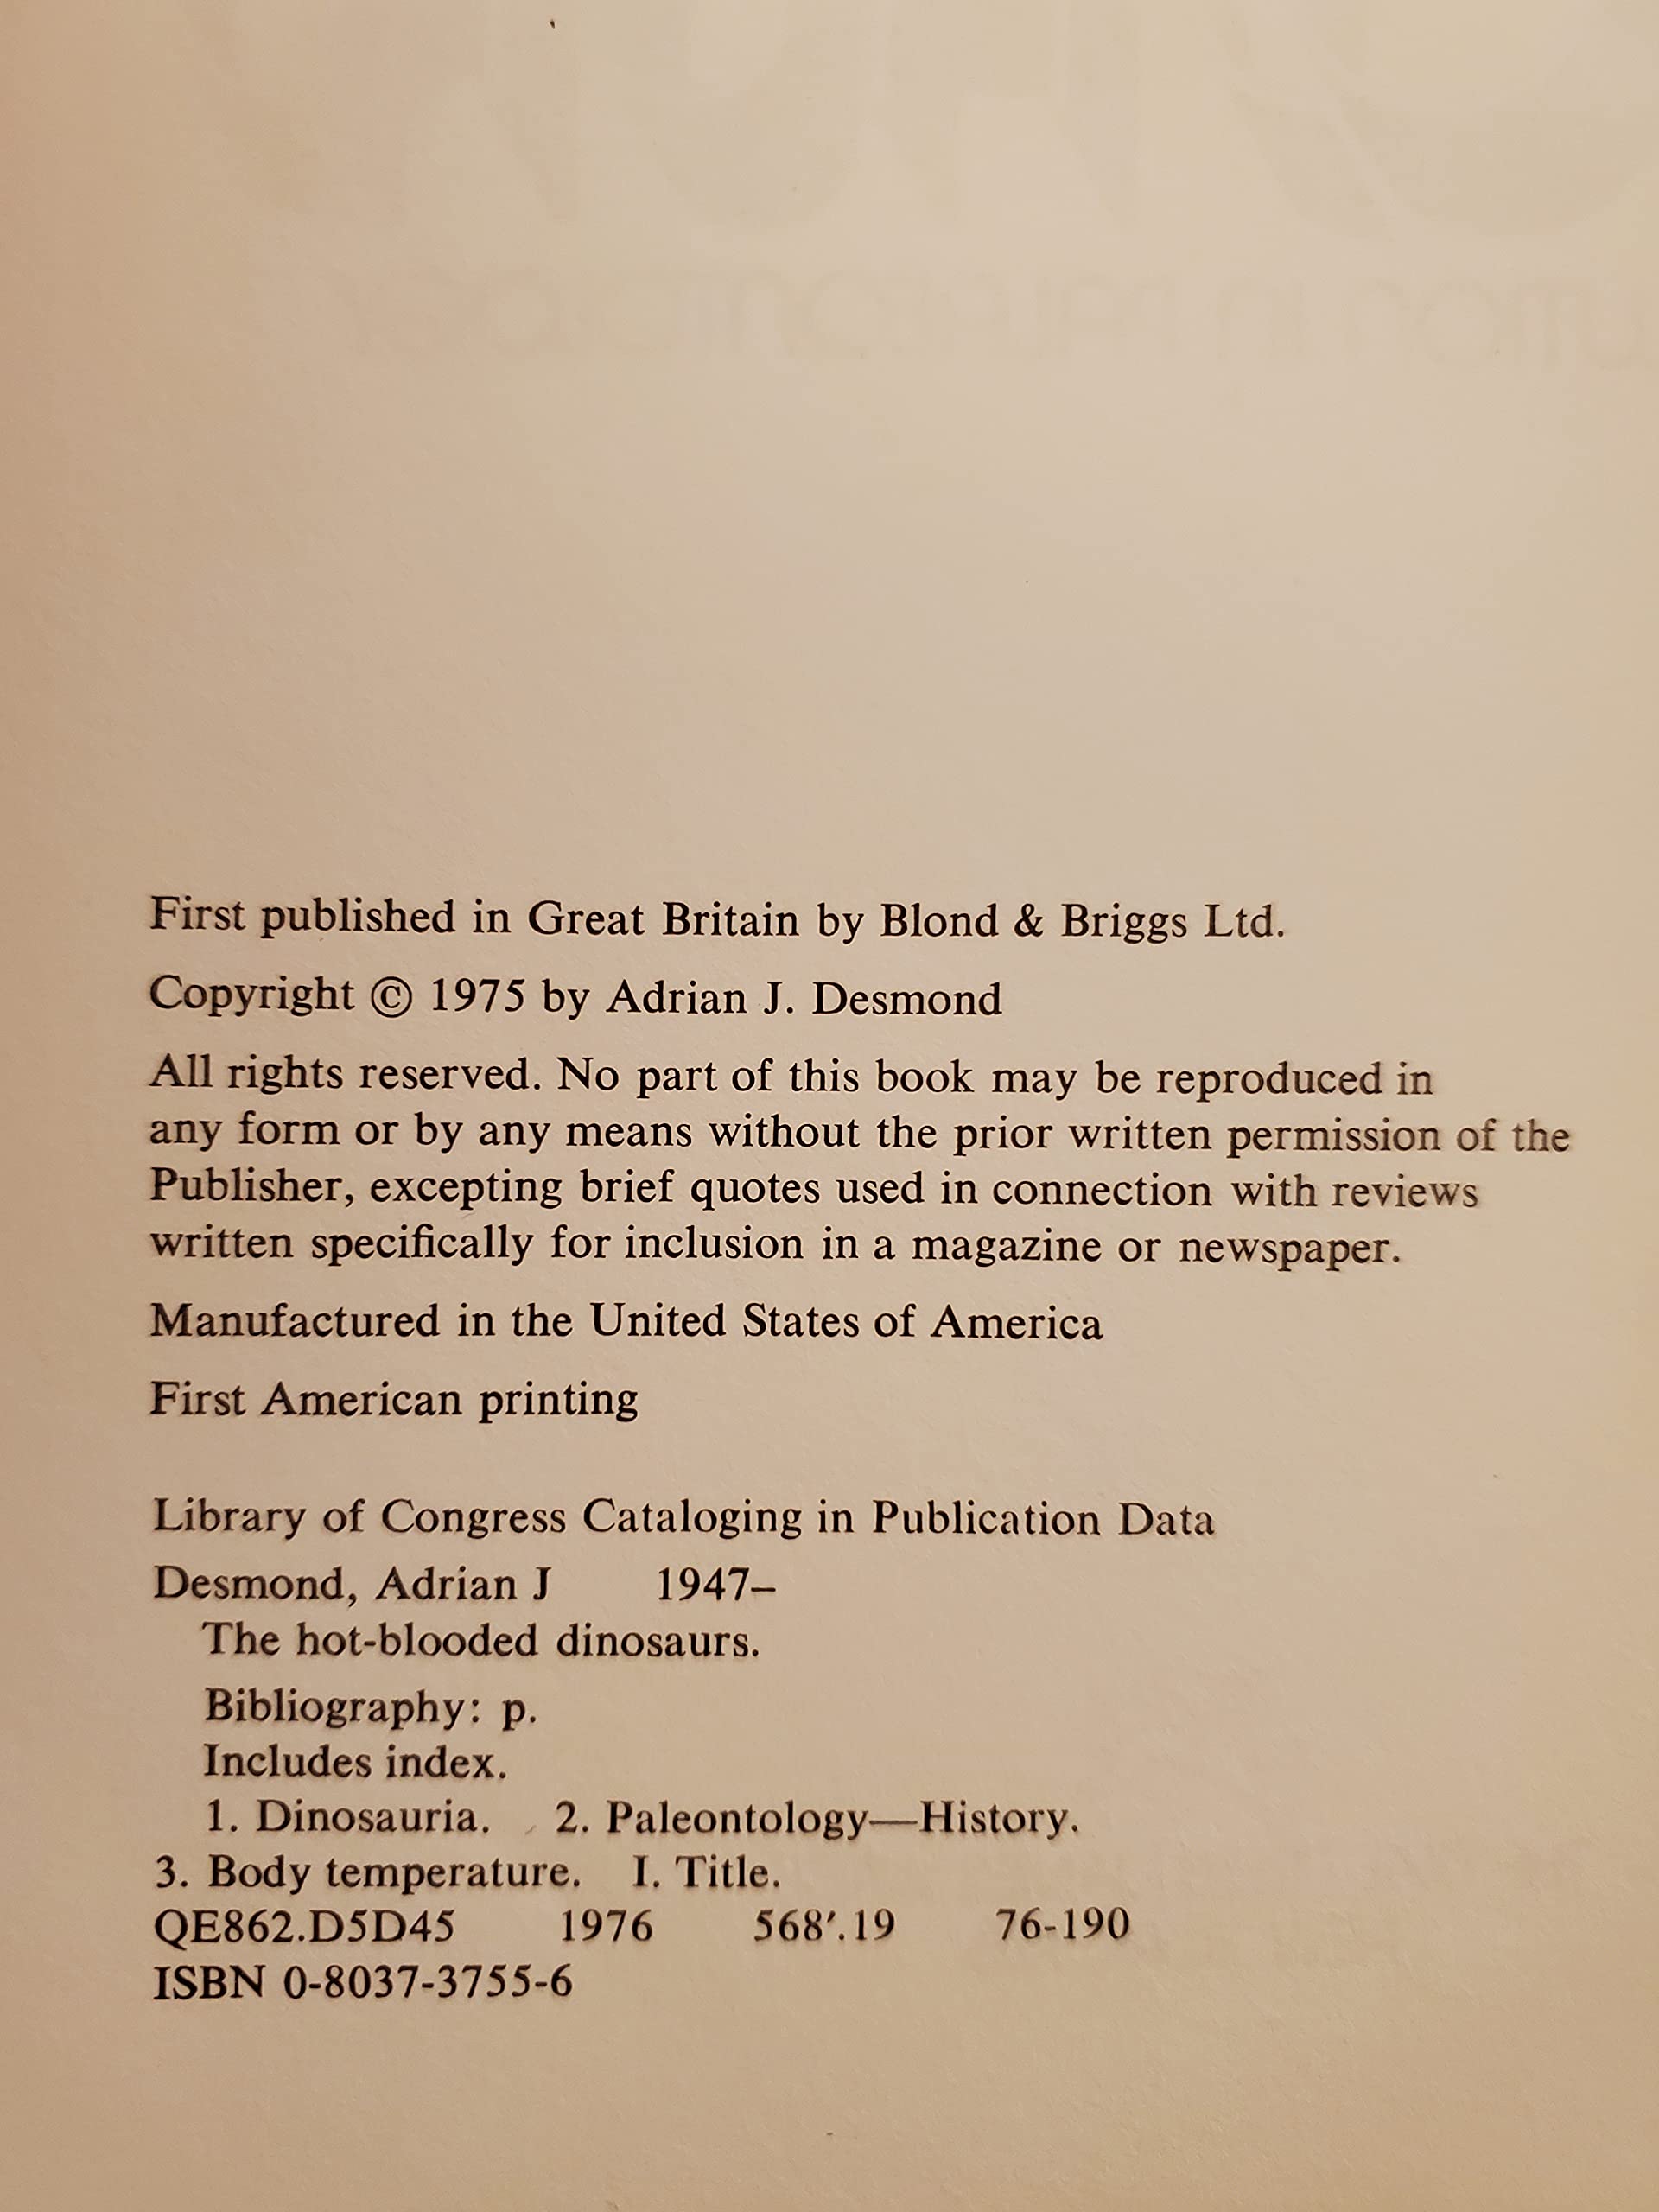 First published in Great Britain by Blond & Briggs Ltd.
Copyright © 1975 by Adrian J. Desmond
All rights reserved. No part of this book may be reproduced in
any form or by any means without the prior written permission of the
Publisher, excepting brief quotes used in connection with reviews
written specifically for inclusion in a magazine or newspaper.
Manufactured in the United States of America
First American printing
Library of Congress Cataloging in Publication Data
Desmond, Adrian J 1947–
The hot-blooded dinosaurs.
Bibliography: p.
Includes index.
1. Dinosauria. 2. Paleontology—History.
3. Body temperature. I. Title.
QE862.D5D45 1976 568′.19 76-190
ISBN 0-8037-3755-6